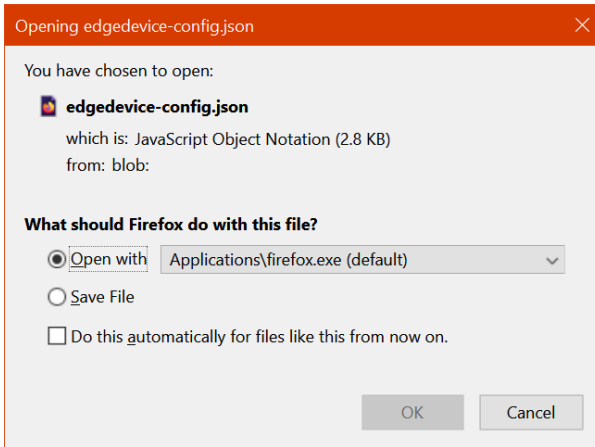 Opening edgedevice-config.json
You have chosen to open:
edgedevice-config.json
which is: JavaScript Object Notation (2.8 KB)
from: blob:
What should Firefox do with this file?
Open with Applications\firefox.exe (default)
Save File
Do this automatically for files like this from now on.
OK Cancel